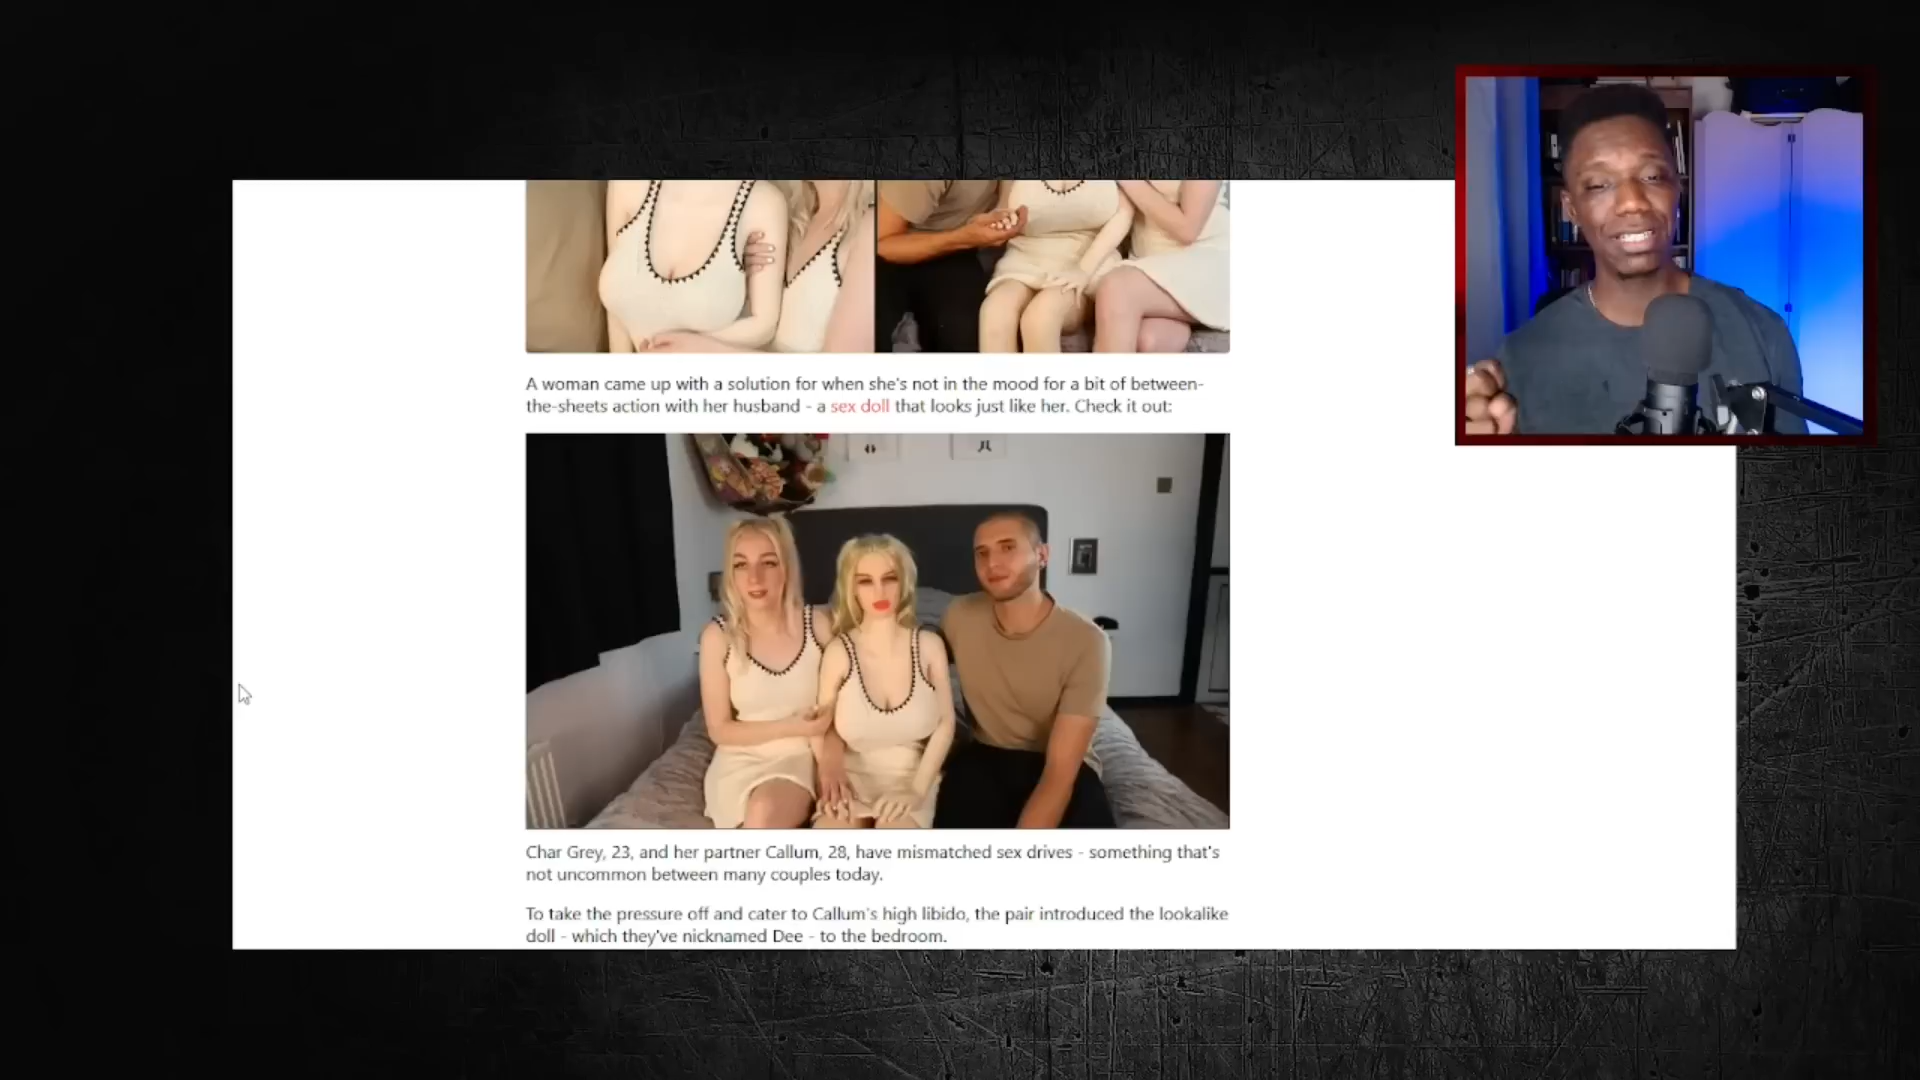 A woman came up with a solution for when she's not in the mood for a bit of between-
the-sheets action with her husband - a sex doll that looks just like her. Check it out:
Char Grey, 23, and her partner Callum, 28, have mismatched sex drives - something that's
not uncommon between many couples today.
To take the pressure off and cater to Callum's high libido, the pair introduced the lookalike
doll - which they've nicknamed Dee - to the bedroom.